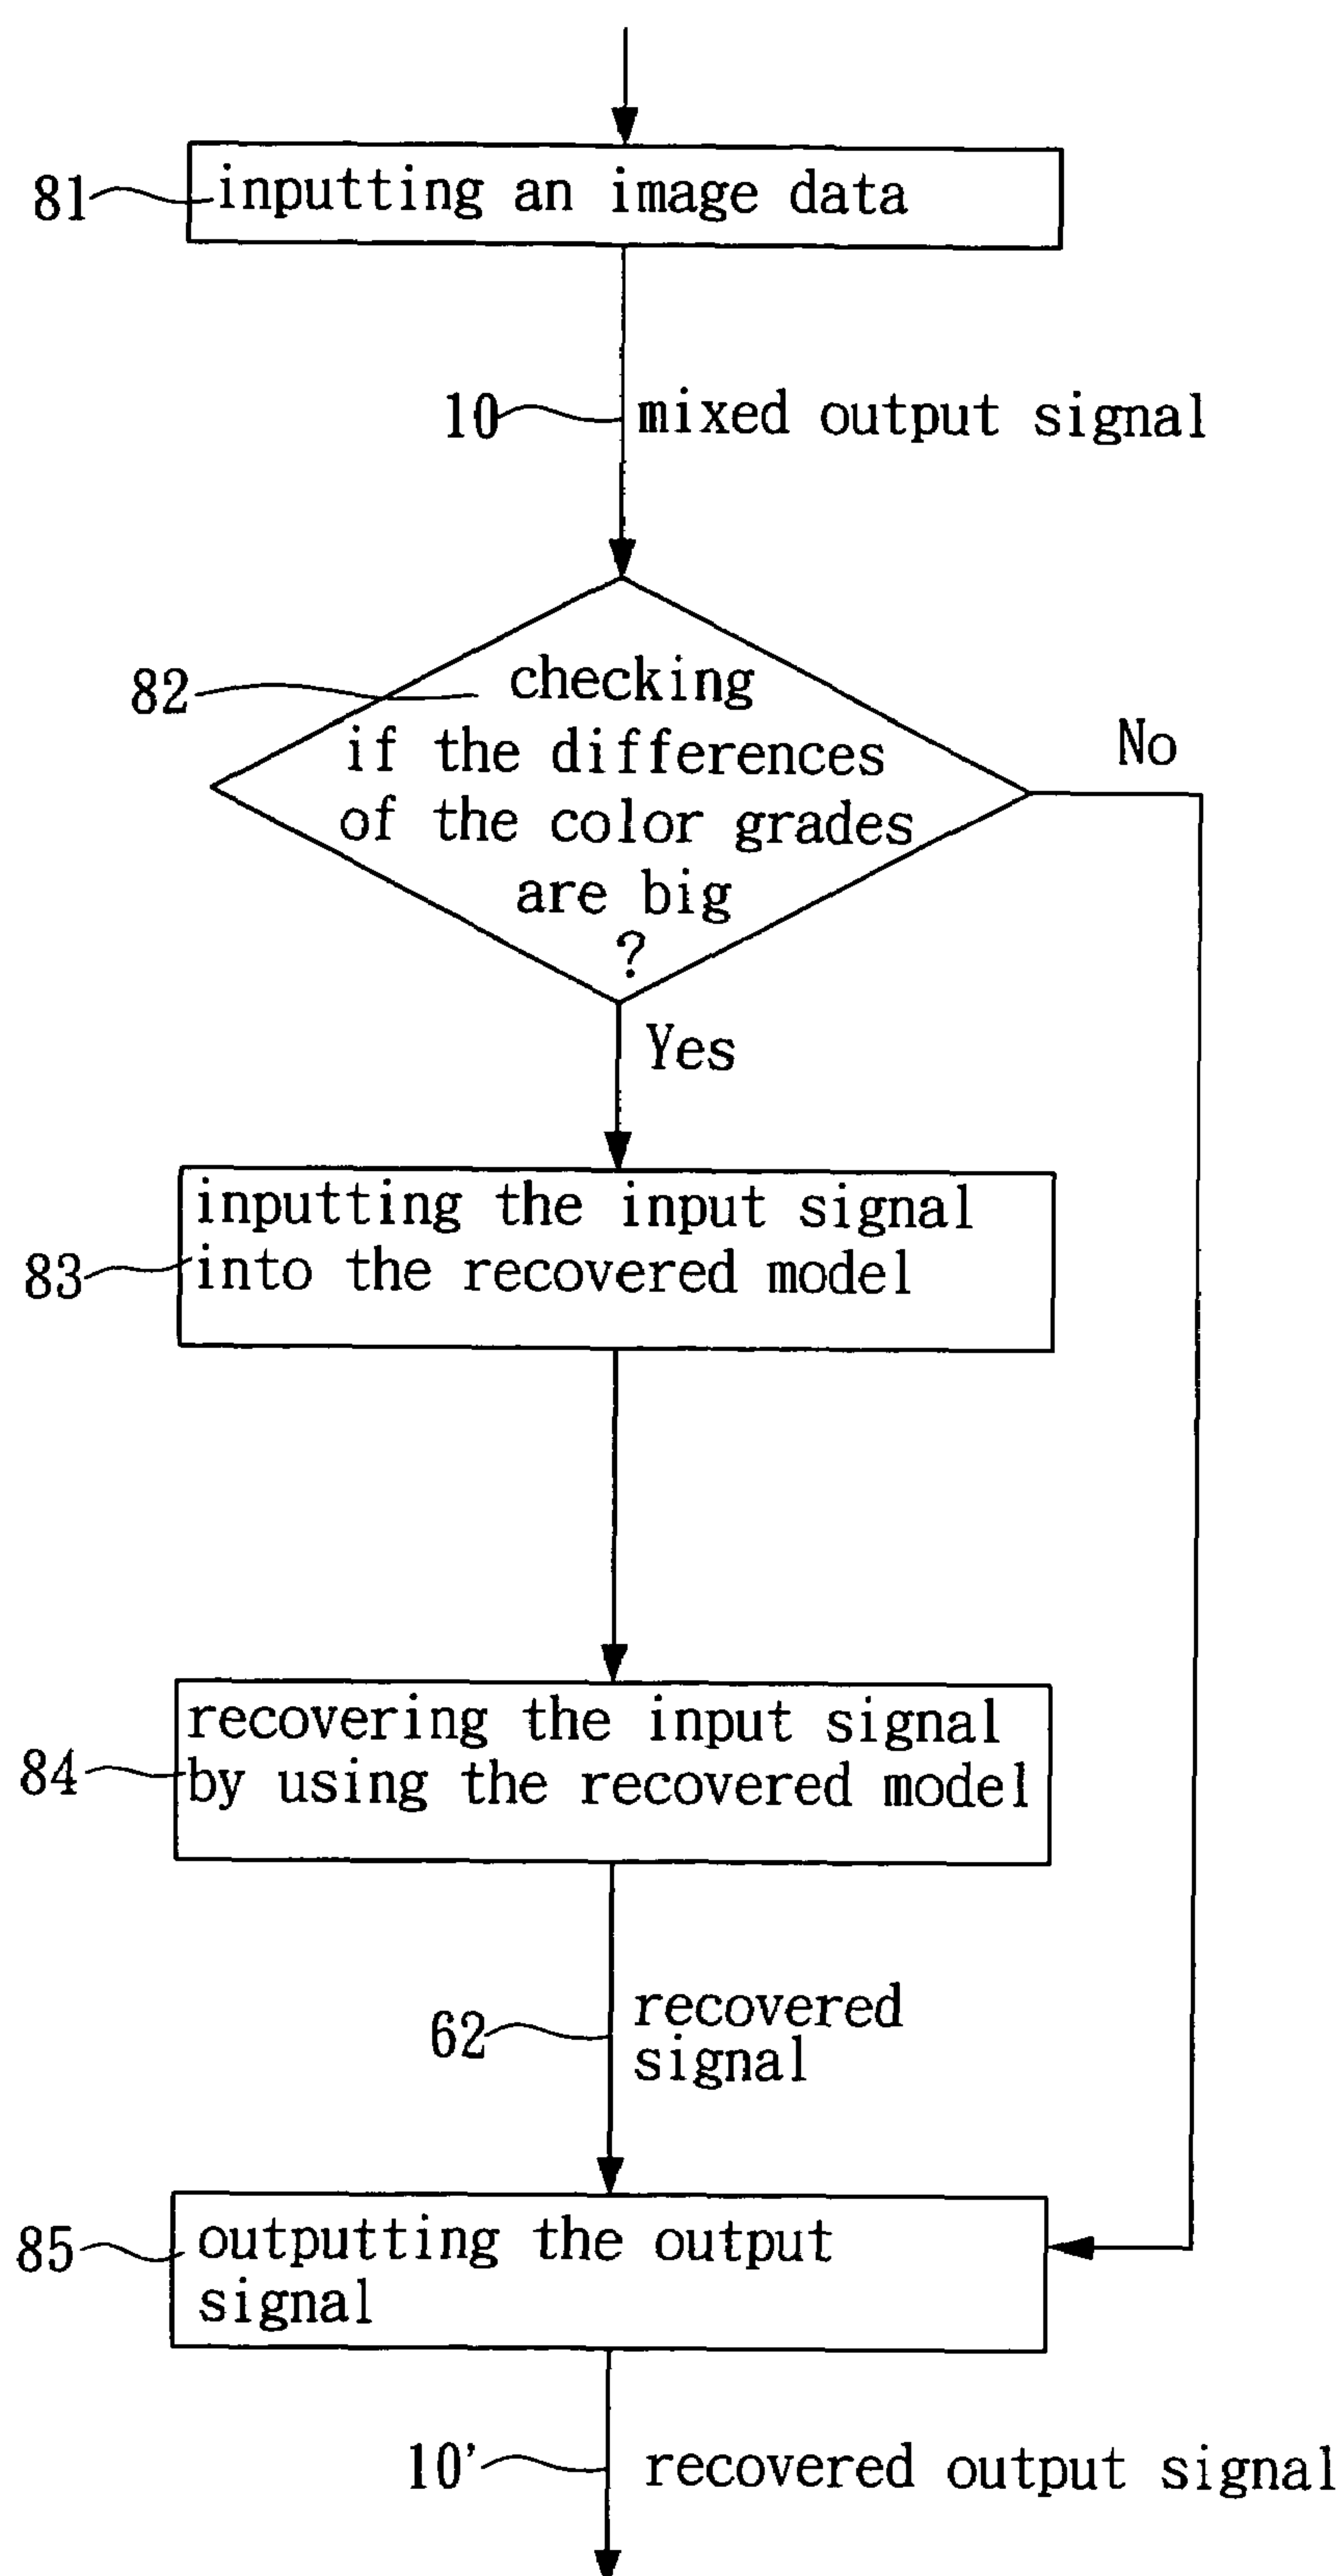 81 inputting an image data
10 mixed output signal
82 checking
if the differences
of the color grades
are big
?
No
Yes
inputting the input signal
83 into the recovered model
recovering the input signal
84 by using the recovered model
62 recovered
signal
85 outputting the output
signal
10' recovered output signal